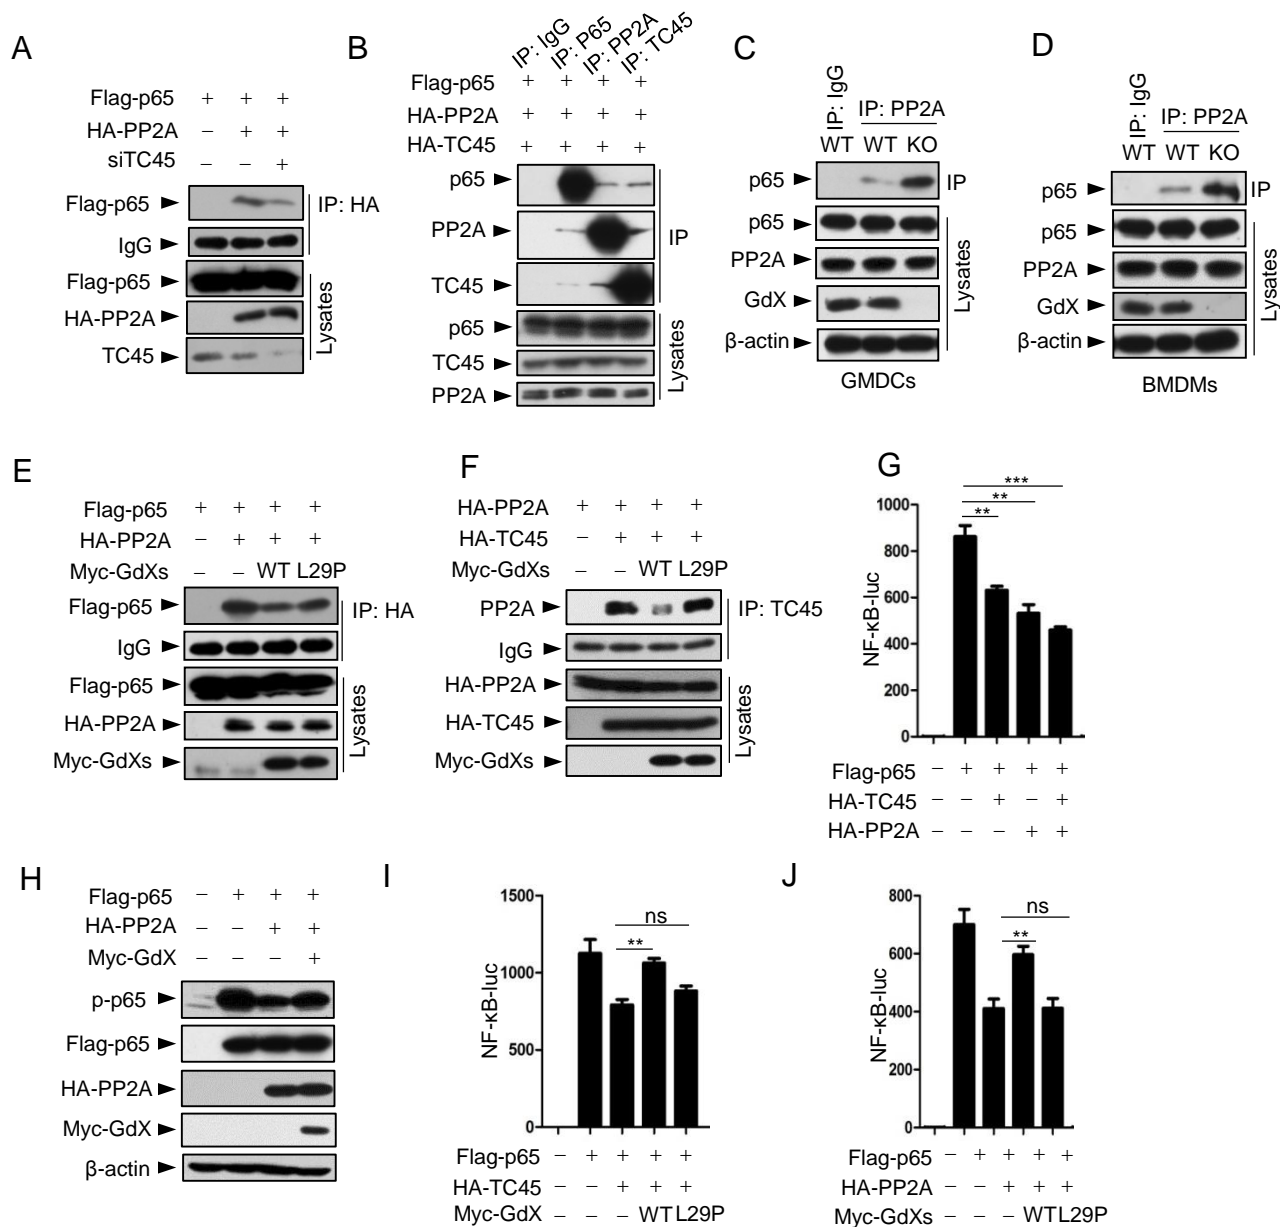 A
Flag-p65 + + +
HA-PP2A – + +
siTC45 – – +
Flag-p65 IP: HA
IgG
Flag-p65
HA-PP2A
TC45
Lysates
B
IP: IgG IP: P65 IP: PP2A IP: TC45
Flag-p65 + + + +
HA-PP2A + + + +
HA-TC45 + + + +
p65
PP2A IP
TC45
p65
TC45
PP2A
Lysates
C
IP: IgG IP: PP2A
WT WT KO
p65 IP
p65
PP2A
GdX
β-actin
Lysates
GMDCs
D
IP: IgG IP: PP2A
WT WT KO
p65 IP
p65
PP2A
GdX
β-actin
Lysates
BMDMs
E
Flag-p65 + + + +
HA-PP2A – + + +
Myc-GdXs – – WT L29P
Flag-p65 IP: HA
IgG
Flag-p65
HA-PP2A
Myc-GdXs
Lysates
F
HA-PP2A + + + +
HA-TC45 – + + +
Myc-GdXs – – WT L29P
PP2A IP: TC45
IgG
HA-PP2A
HA-TC45
Myc-GdXs
Lysates
G
***
**
**
1000
800
600
400
200
0
NF-κB-luc
Flag-p65 – + + + +
HA-TC45 – – + – +
HA-PP2A – – – + +
H
Flag-p65 – + + +
HA-PP2A – – + +
Myc-GdX – – – +
p-p65
Flag-p65
HA-PP2A
Myc-GdX
β-actin
I
ns
**
1500
1000
500
0
NF-κB-luc
Flag-p65 – + + + +
HA-TC45 – – + + +
Myc-GdX – – – WT L29P
J
ns
**
800
600
400
200
0
NF-κB-luc
Flag-p65 – + + + +
HA-PP2A – – + + +
Myc-GdXs – – – WT L29P